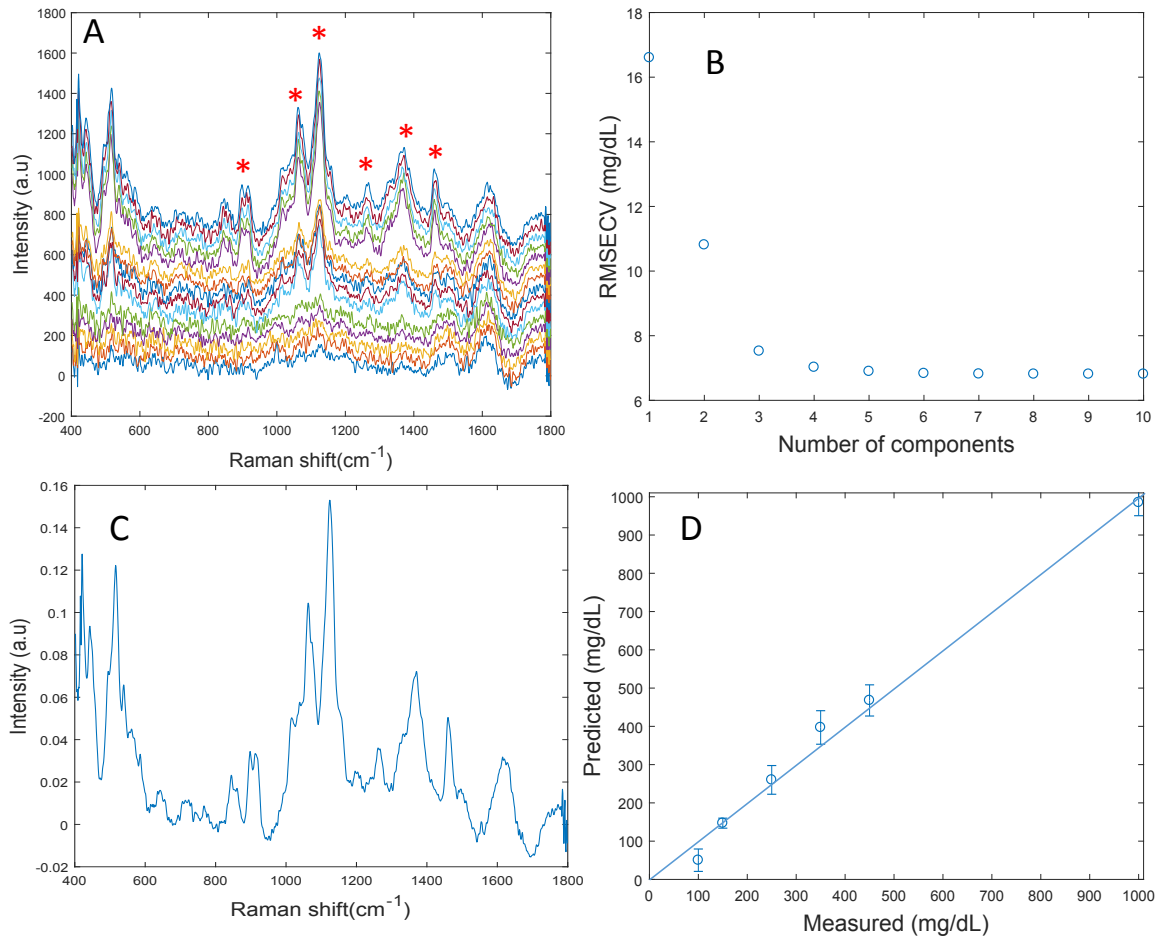 A
1800
1600
1400
1200
1000
800
600
400
200
0
-200
400 600 800 1000 1200 1400 1600 1800
Intensity (a.u)
Raman shift(cm⁻¹)
* * * * * *
B
18
16
14
12
10
8
6
1 2 3 4 5 6 7 8 9 10
RMSECV (mg/dL)
Number of components
C
0.16
0.14
0.12
0.1
0.08
0.06
0.04
0.02
0
-0.02
400 600 800 1000 1200 1400 1600 1800
Intensity (a.u)
Raman shift(cm⁻¹)
D
1000
900
800
700
600
500
400
300
200
100
0
0 100 200 300 400 500 600 700 800 900 1000
Predicted (mg/dL)
Measured (mg/dL)